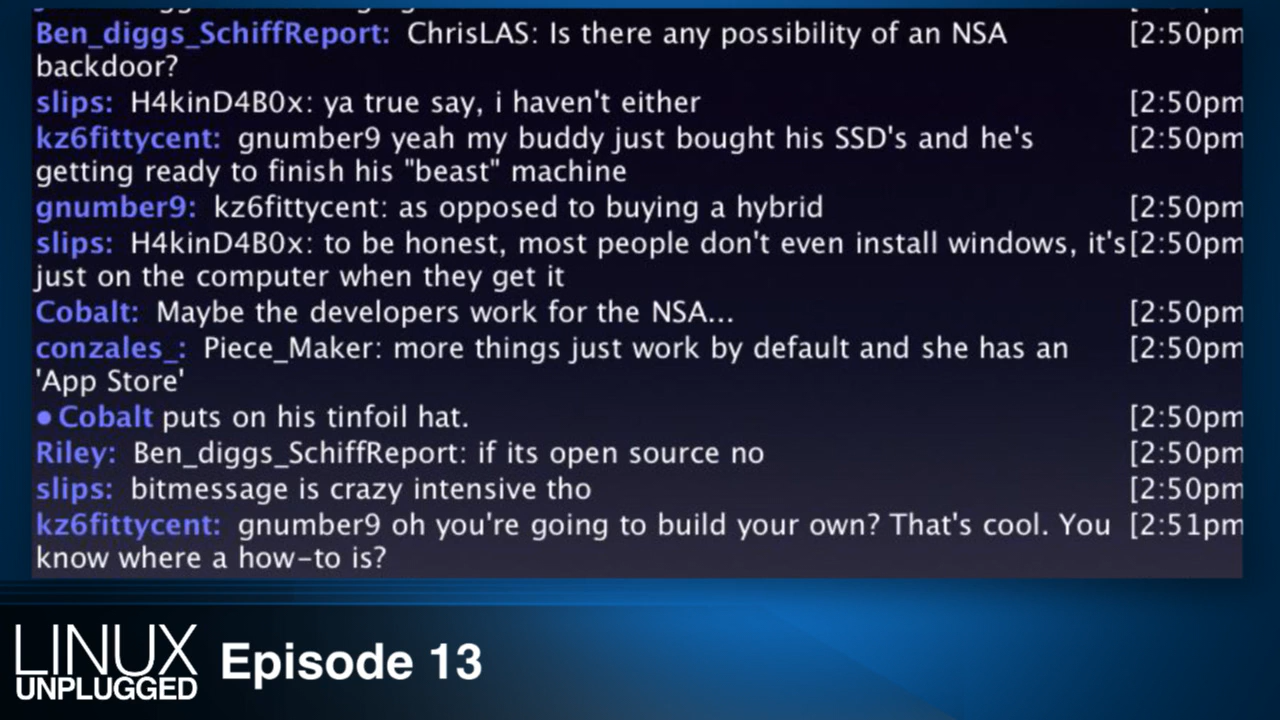 Ben_diggs_SchiffReport: ChrisLAS: Is there any possibility of an NSA [2:50pm
backdoor?
slips: H4kinD4B0x: ya true say, i haven't either [2:50pm
kz6fittycent: gnumber9 yeah my buddy just bought his SSD's and he's [2:50pm
getting ready to finish his "beast" machine
gnumber9: kz6fittycent: as opposed to buying a hybrid [2:50pm
slips: H4kinD4B0x: to be honest, most people don't even install windows, it's [2:50pm
just on the computer when they get it
Cobalt: Maybe the developers work for the NSA... [2:50pm
conzales_: Piece_Maker: more things just work by default and she has an [2:50pm
'App Store'
● Cobalt puts on his tinfoil hat. [2:50pm
Riley: Ben_diggs_SchiffReport: if its open source no [2:50pm
slips: bitmessage is crazy intensive tho [2:50pm
kz6fittycent: gnumber9 oh you're going to build your own? That's cool. You [2:51pm
know where a how-to is?
LINUX
UNPLUGGED
Episode 13